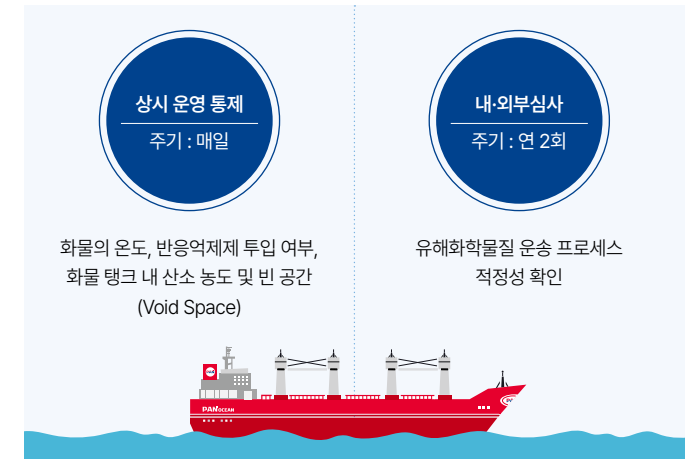 상시 운영 통제
주기 : 매일
화물의 온도, 반응억제제 투입 여부,
화물 탱크 내 산소 농도 및 빈 공간
(Void Space)
내·외부심사
주기 : 연 2회
유해화학물질 운송 프로세스
적정성 확인
PAN OCEAN